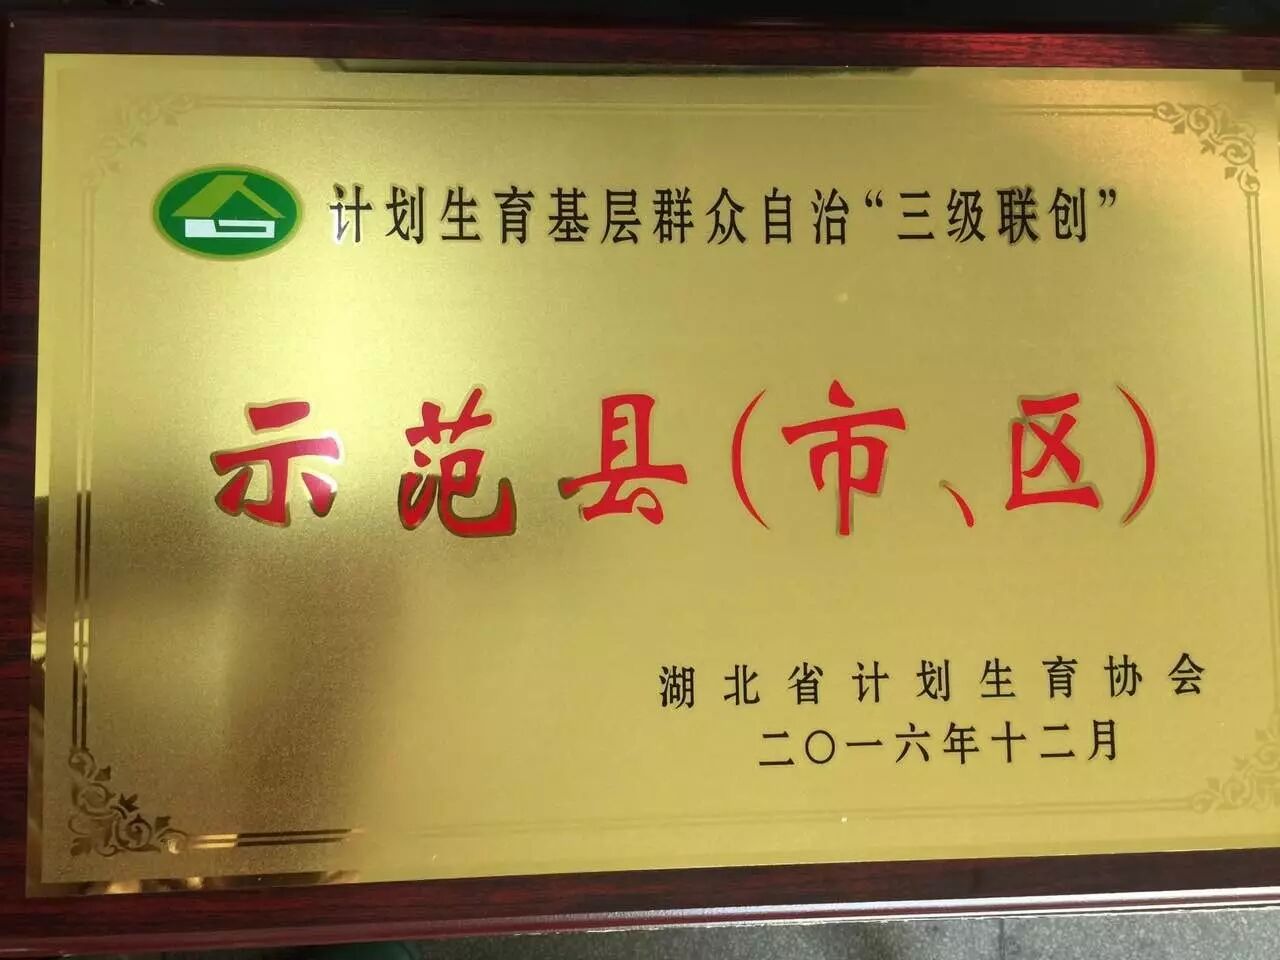 计划生育基层群众自治“三级联创”
示范县(市、区)
湖北省计划生育协会
二〇一六年十二月